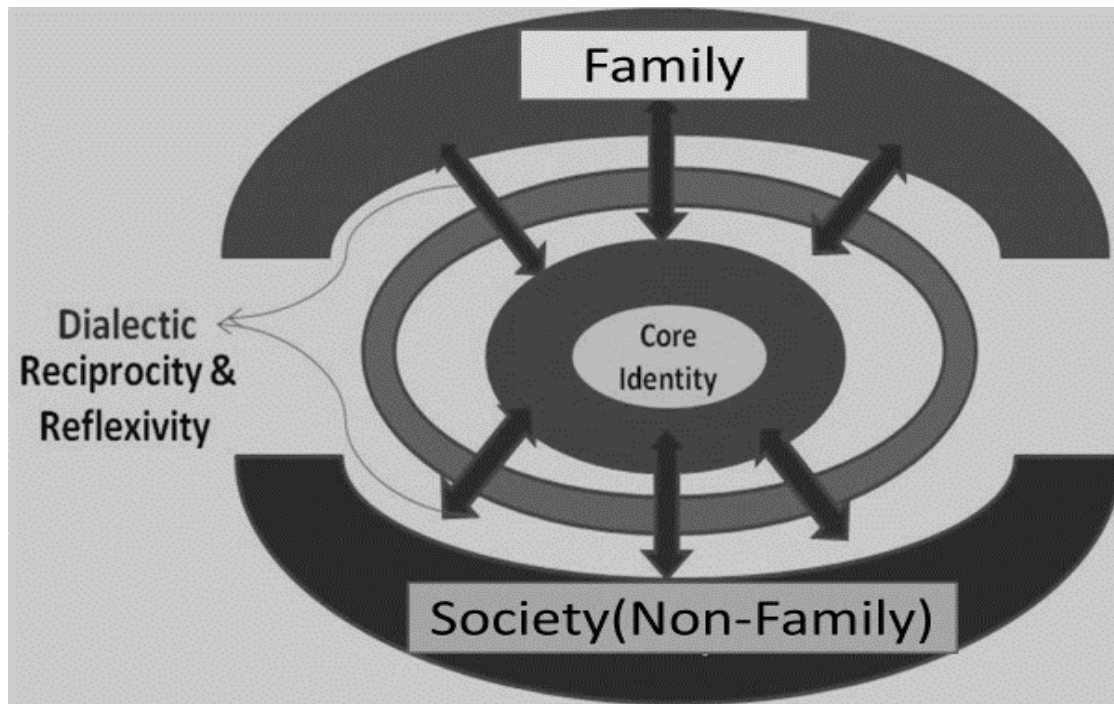 Family
Core
Identity
Dialectic
Reciprocity &
Reflexivity
Society(Non-Family)